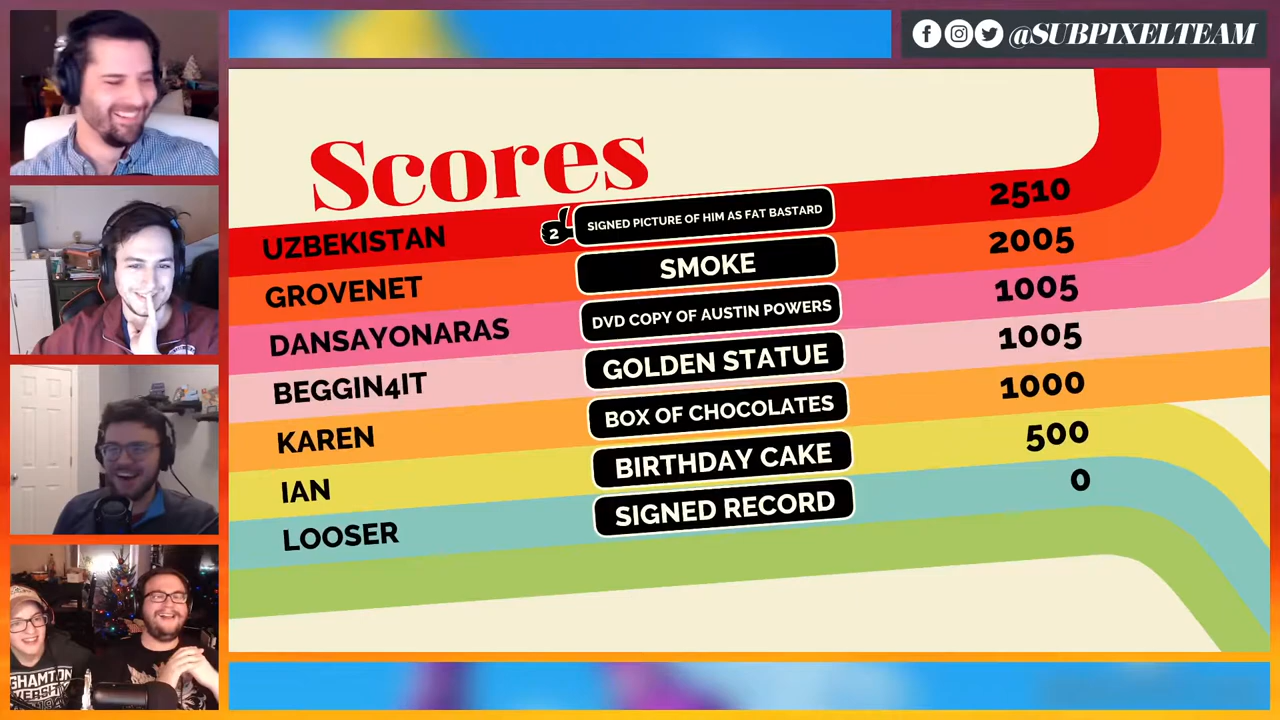 @SUBPIXELTEAM
Scores
UZBEKISTAN 2 SIGNED PICTURE OF HIM AS FAT BASTARD 2510
GROVENET SMOKE 2005
DANSAYONARAS DVD COPY OF AUSTIN POWERS 1005
BEGGIN4IT GOLDEN STATUE 1005
KAREN BOX OF CHOCOLATES 1000
IAN BIRTHDAY CAKE 500
LOOSER SIGNED RECORD 0